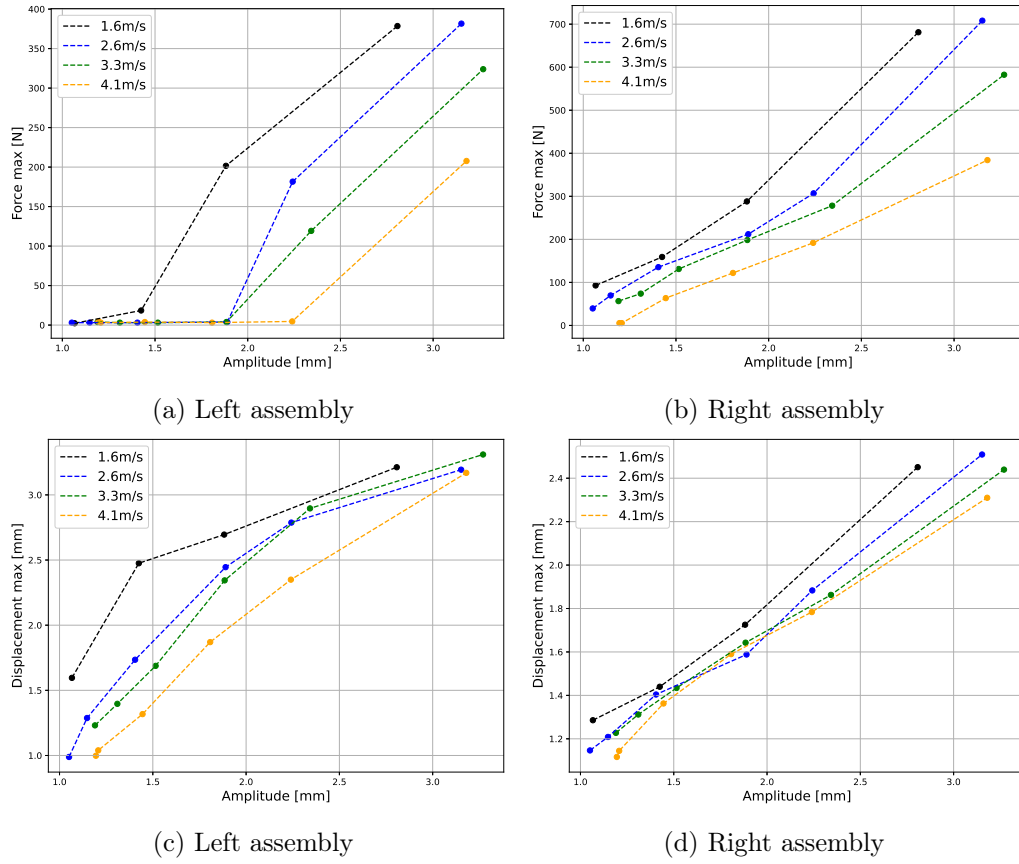 400
350
300
250
200
150
100
50
0
Force max [N]
1.6m/s
2.6m/s
3.3m/s
4.1m/s
1.0 1.5 2.0 2.5 3.0
Amplitude [mm]
(a) Left assembly
700
600
500
400
300
200
100
0
Force max [N]
1.6m/s
2.6m/s
3.3m/s
4.1m/s
1.0 1.5 2.0 2.5 3.0
Amplitude [mm]
(b) Right assembly
3.0
2.5
2.0
1.5
1.0
Displacement max [mm]
1.6m/s
2.6m/s
3.3m/s
4.1m/s
1.0 1.5 2.0 2.5 3.0
Amplitude [mm]
(c) Left assembly
2.4
2.2
2.0
1.8
1.6
1.4
1.2
Displacement max [mm]
1.6m/s
2.6m/s
3.3m/s
4.1m/s
1.0 1.5 2.0 2.5 3.0
Amplitude [mm]
(d) Right assembly